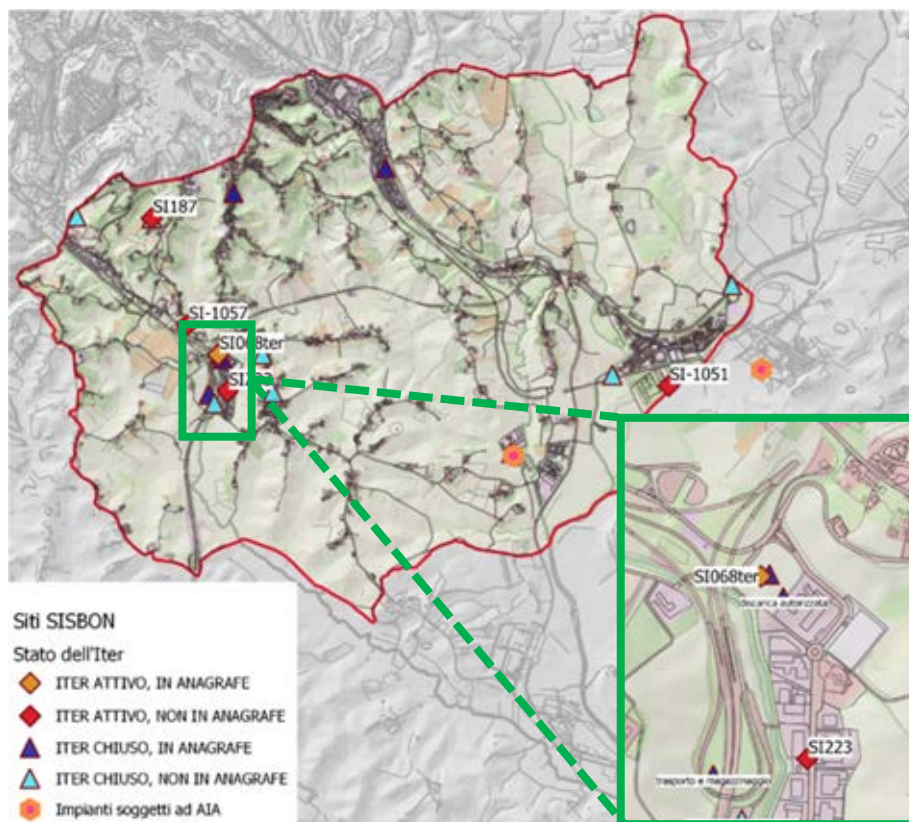 SI187
SI-1057
SI068ter
SI223
SI-1051
SI068ter
discarica autorizzata
SI223
trasporto e magazzinaggio
Siti SISBON
Stato dell'Iter
ITER ATTIVO, IN ANAGRAFE
ITER ATTIVO, NON IN ANAGRAFE
ITER CHIUSO, IN ANAGRAFE
ITER CHIUSO, NON IN ANAGRAFE
Impianti soggetti ad AIA